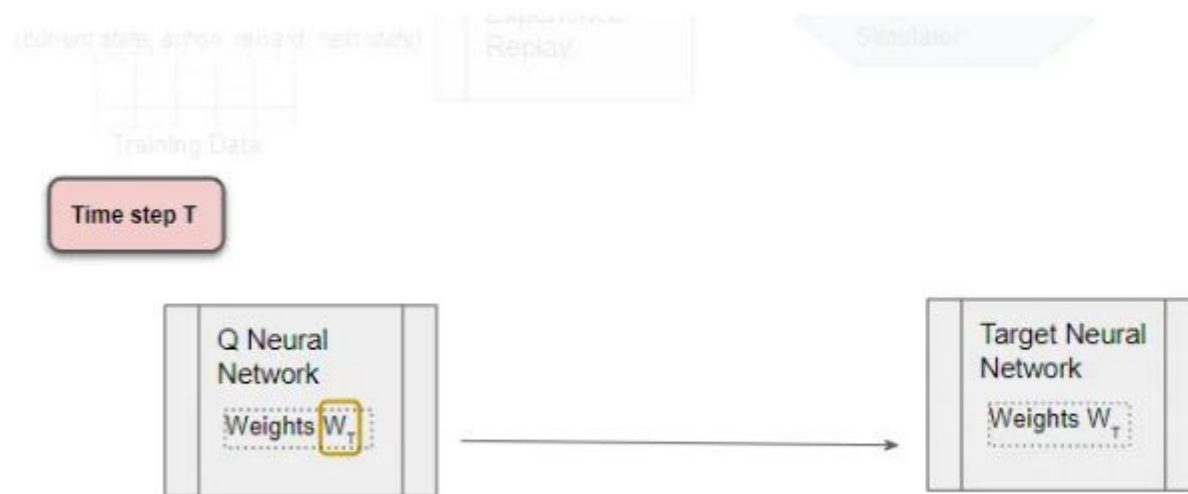 (current state, action, reward, next state)
Experience
Replay
Simulator
Training Data
Time step T
Q Neural
Network
Weights W_T
Target Neural
Network
Weights W_T